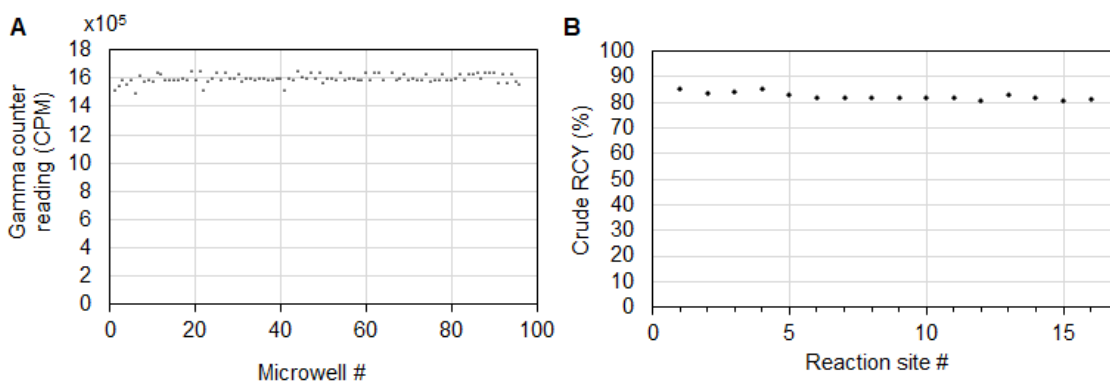 A
x10⁵
18
16
14
12
10
8
6
4
2
0
0 20 40 60 80 100
Gamma counter
reading (CPM)
Microwell #
B
100
90
80
70
60
50
40
30
20
10
0
0 5 10 15
Crude RCY (%)
Reaction site #